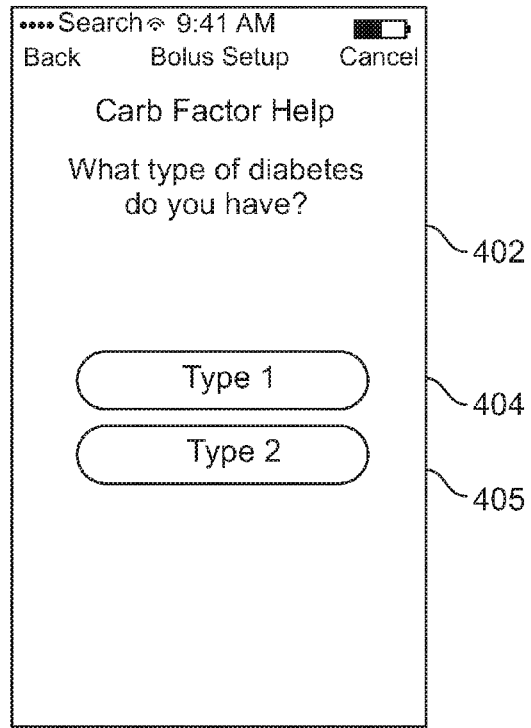 Search 9:41 AM
Back Bolus Setup Cancel
Carb Factor Help
What type of diabetes
do you have?
402
Type 1
404
Type 2
405